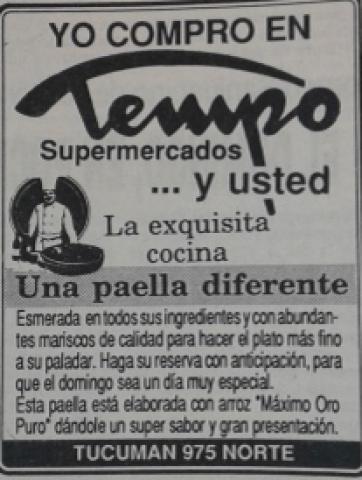 YO COMPRO EN
Tempo
Supermercados
... y usted
La exquisita
cocina
Una paella diferente
Esmerada en todos sus ingredientes y con abundan-
tes mariscos de calidad para hacer el plato más fino
a su paladar. Haga su reserva con anticipación, para
que el domingo sea un día muy especial.
Esta paella está elaborada con arroz "Máximo Oro
Puro" dándole un super sabor y gran presentación.
TUCUMAN 975 NORTE